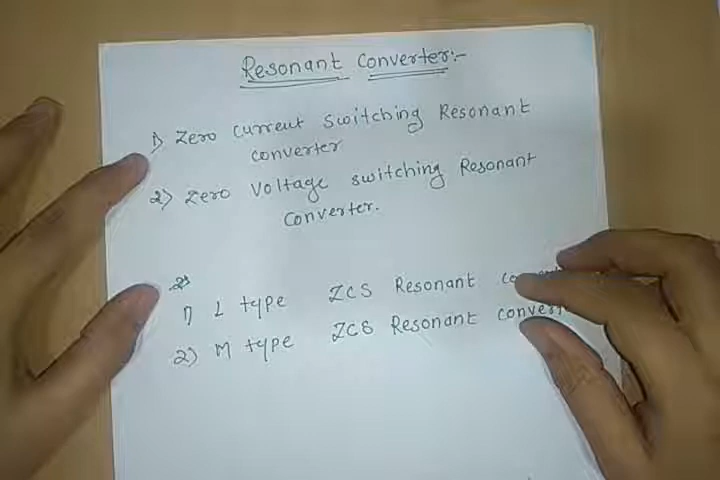 Resonant Converter:-
1) Zero current switching Resonant
converter
2) Zero Voltage switching Resonant
Converter.
1) L type ZCS Resonant
2) M type ZCS Resonant